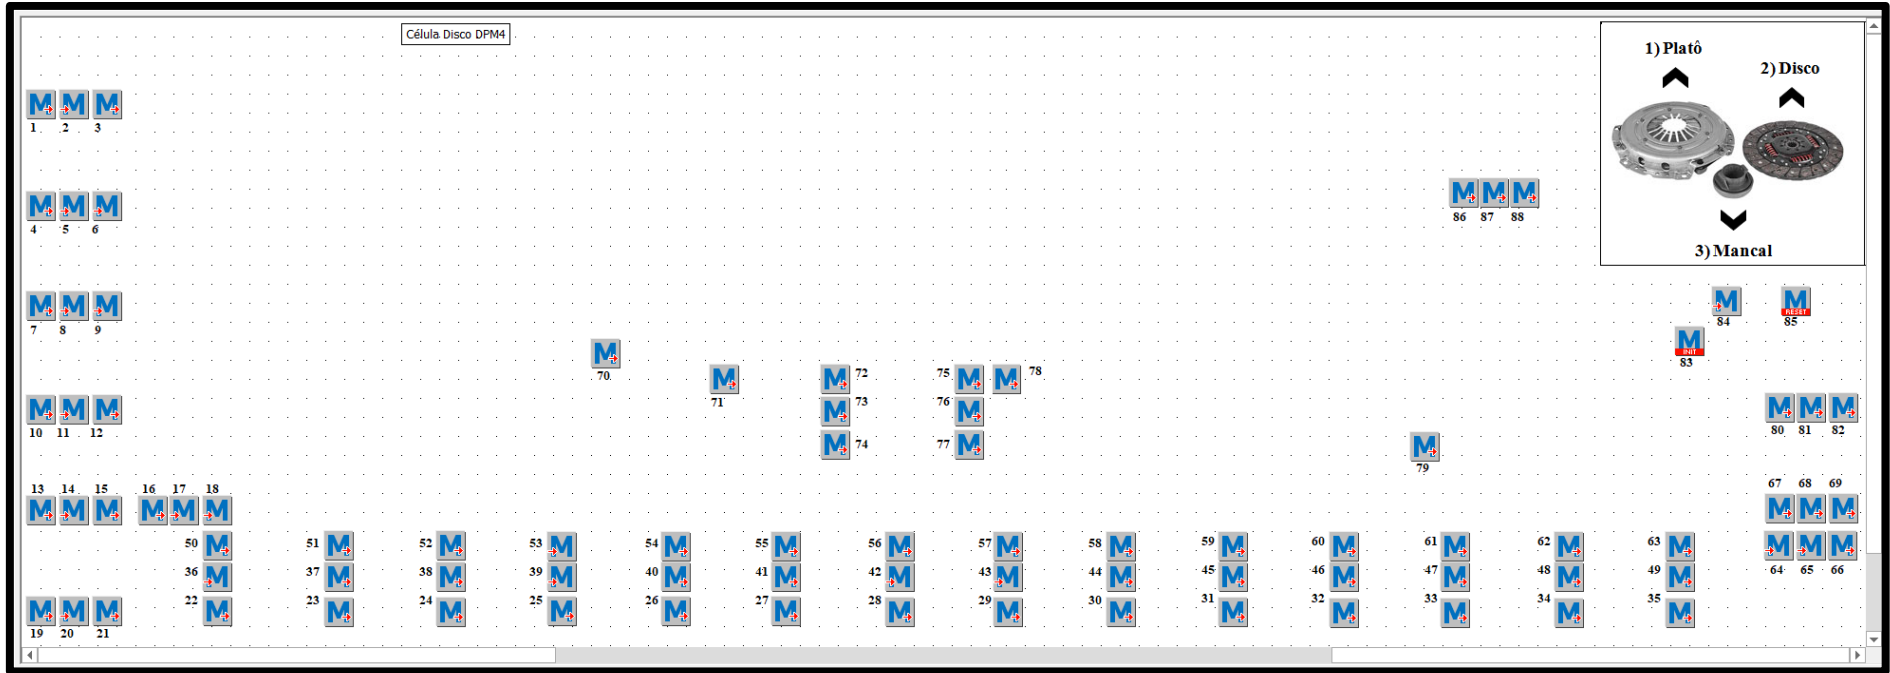 Célula Disco DPM4
1) Platô
2) Disco
3) Mancal
M M M
1 2 3
M M M
4 5 6
M M M
86 87 88
M M M
7 8 9
M
84
M
RESET
85
M
INIT
83
M
70
M
71
M 72
M 73
M 74
75 M M 78
76 M
77 M
M M M
10 11 12
M M M
80 81 82
M
79
13 14 15 16 17 18
M M M M M M
67 68 69
M M M
50 M 51 M 52 M 53 M 54 M 55 M 56 M 57 M 58 M 59 M 60 M 61 M 62 M 63 M
M M M
64 65 66
36 M 37 M 38 M 39 M 40 M 41 M 42 M 43 M 44 M 45 M 46 M 47 M 48 M 49 M
22 M 23 M 24 M 25 M 26 M 27 M 28 M 29 M 30 M 31 M 32 M 33 M 34 M 35 M
M M M
19 20 21